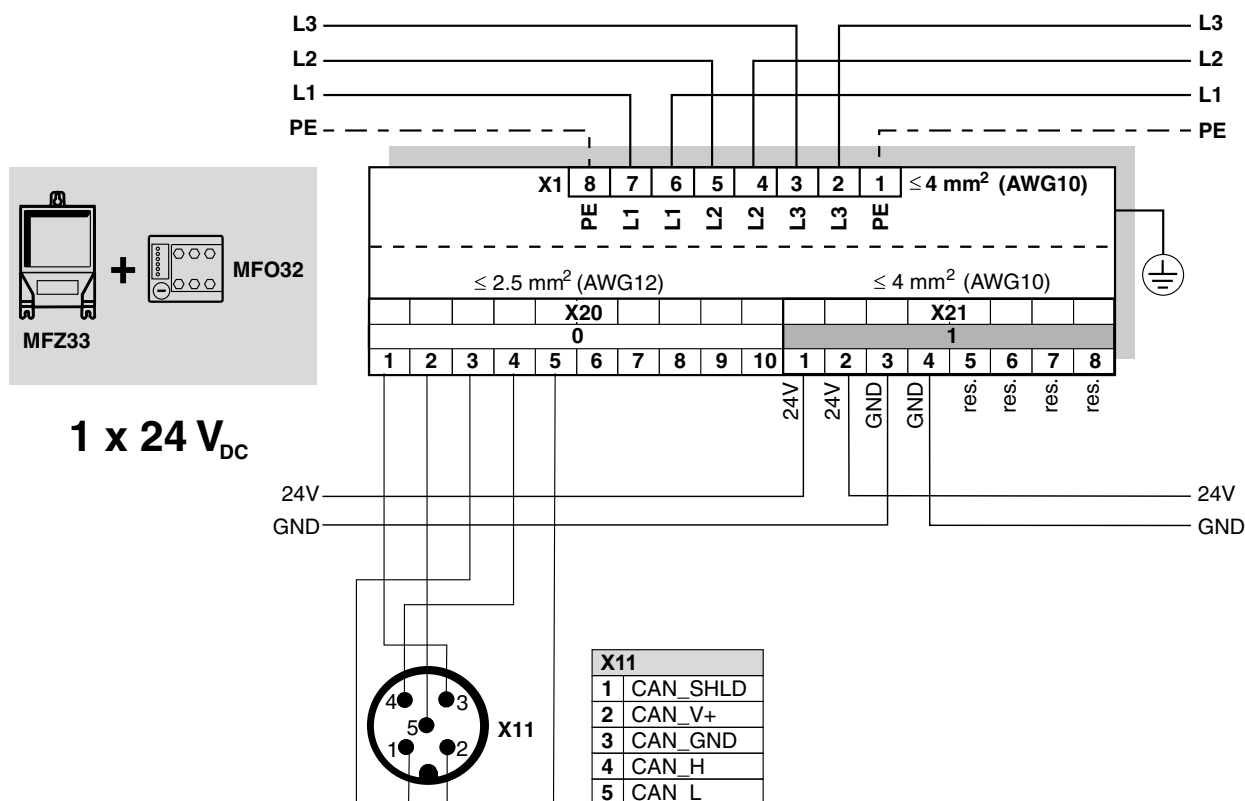 L3 L3
L2 L2
L1 L1
PE PE
X1 8 7 6 5 4 3 2 1 ≤ 4 mm² (AWG10)
PE L1 L1 L2 L2 L3 L3 PE
MFZ33 + MFO32
≤ 2.5 mm² (AWG12) ≤ 4 mm² (AWG10)
X20 X21
0 1
1 2 3 4 5 6 7 8 9 10 1 2 3 4 5 6 7 8
24V 24V GND GND res. res. res. res.
1 x 24 V_DC
24V 24V
GND GND
4 3
5
1 2
X11
X11
1 CAN_SHLD
2 CAN_V+
3 CAN_GND
4 CAN_H
5 CAN_L